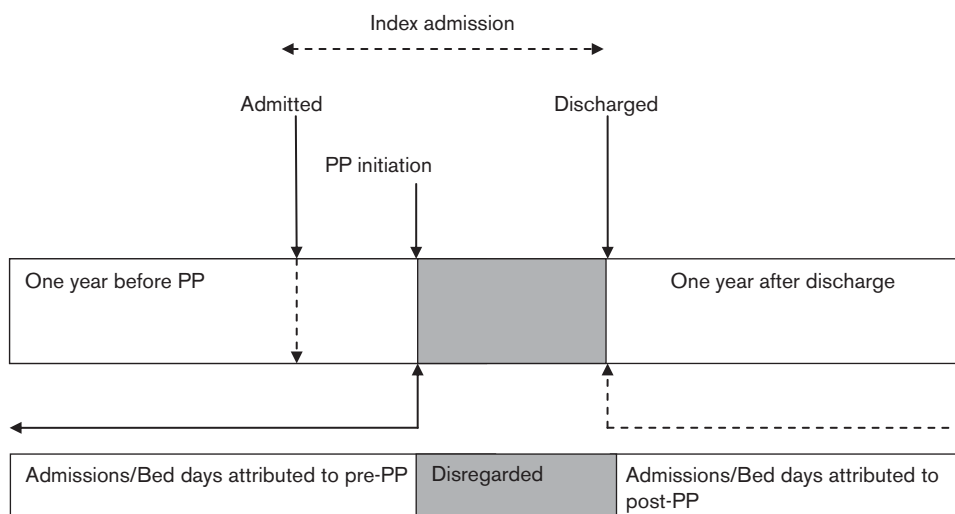 Index admission
Admitted
Discharged
PP initiation
One year before PP
One year after discharge
Admissions/Bed days attributed to pre-PP
Disregarded
Admissions/Bed days attributed to
post-PP